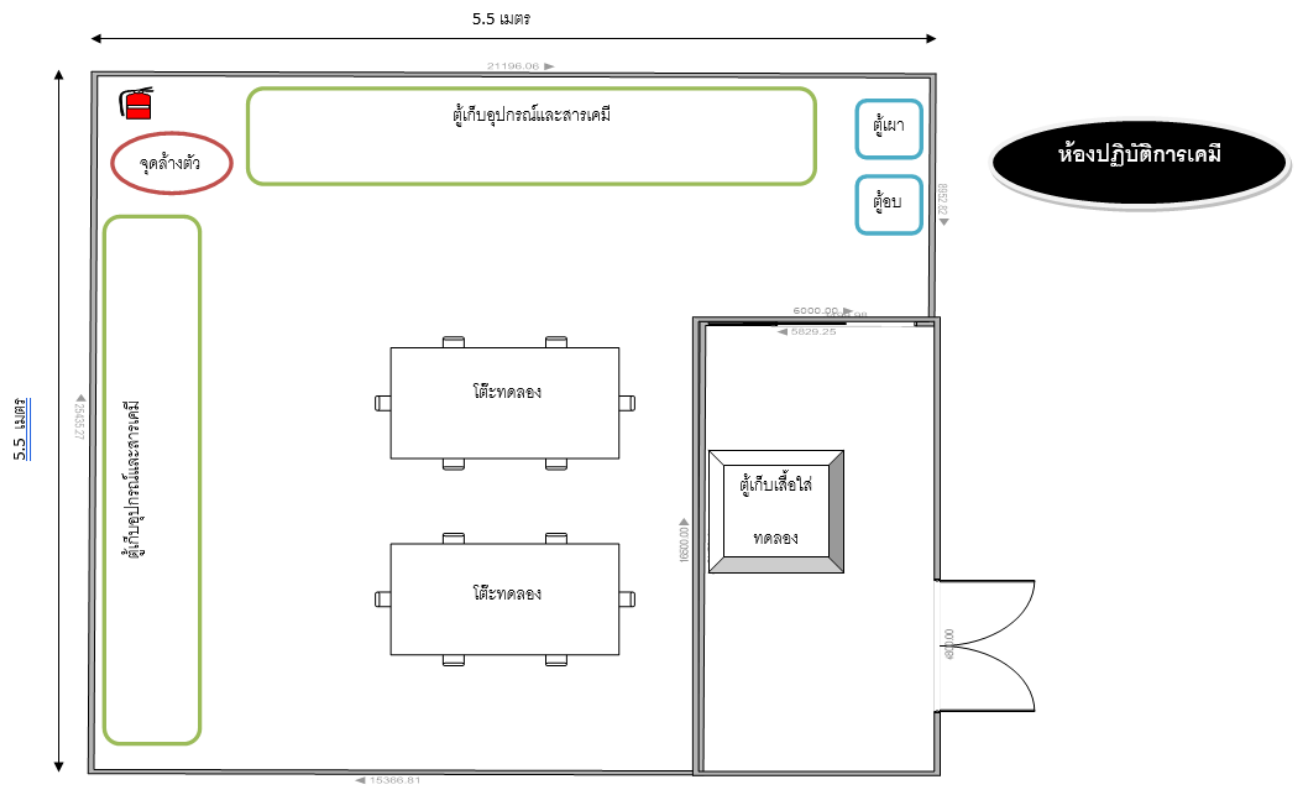 5.5 เมตร
21196.06
ตู้เก็บอุปกรณ์และสารเคมี
ตู้เผา
ห้องปฏิบัติการเคมี
จุดล้างตัว
ตู้อบ
8952.82
6000.00
5829.25
โต๊ะทดลอง
5.5 เมตร
25435.27
ตู้เก็บอุปกรณ์และสารเคมี
ตู้เก็บเสื้อใส่
ทดลอง
16500.00
โต๊ะทดลอง
4800.00
15366.81